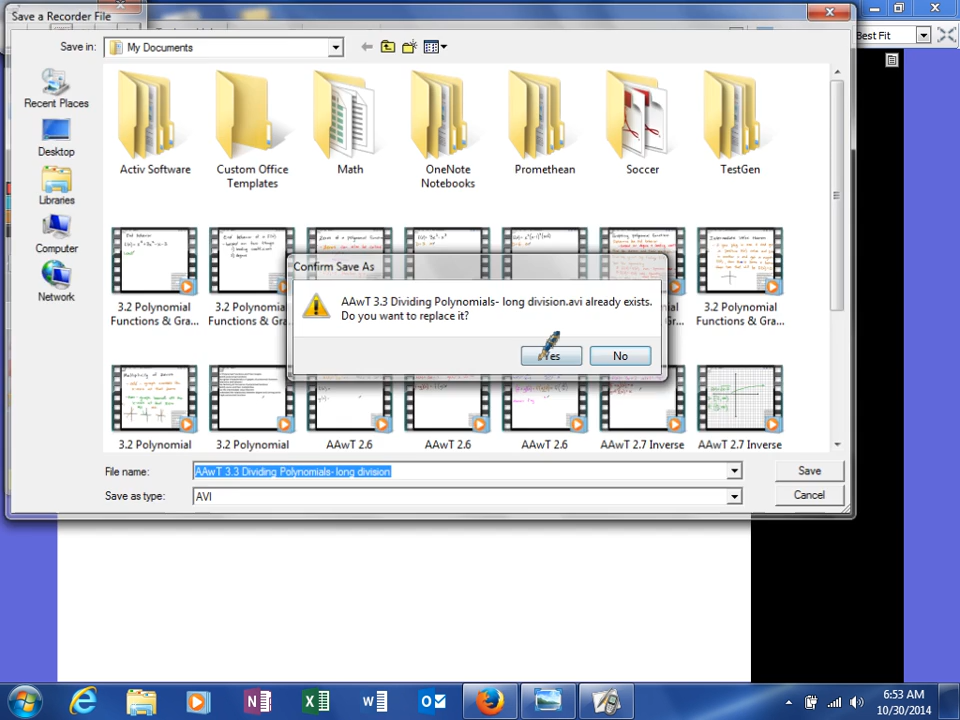 Save a Recorder File
Best Fit
Save in:
My Documents
Recent Places
Desktop
Libraries
Computer
Network
Activ Software
Custom Office
Templates
Math
OneNote
Notebooks
Promethean
Soccer
TestGen
3.2 Polynomial
Functions & Gra...
3.2 Polynomial
Functions & Gra...
3.2 Polynomial
Functions & Gra...
Confirm Save As
AAwT 3.3 Dividing Polynomials- long division.avi already exists.
Do you want to replace it?
Yes
No
3.2 Polynomial
3.2 Polynomial
AAwT 2.6
AAwT 2.6
AAwT 2.6
AAwT 2.7 Inverse
AAwT 2.7 Inverse
File name:
AAwT 3.3 Dividing Polynomials- long division
Save
Save as type:
AVI
Cancel
6:53 AM
10/30/2014